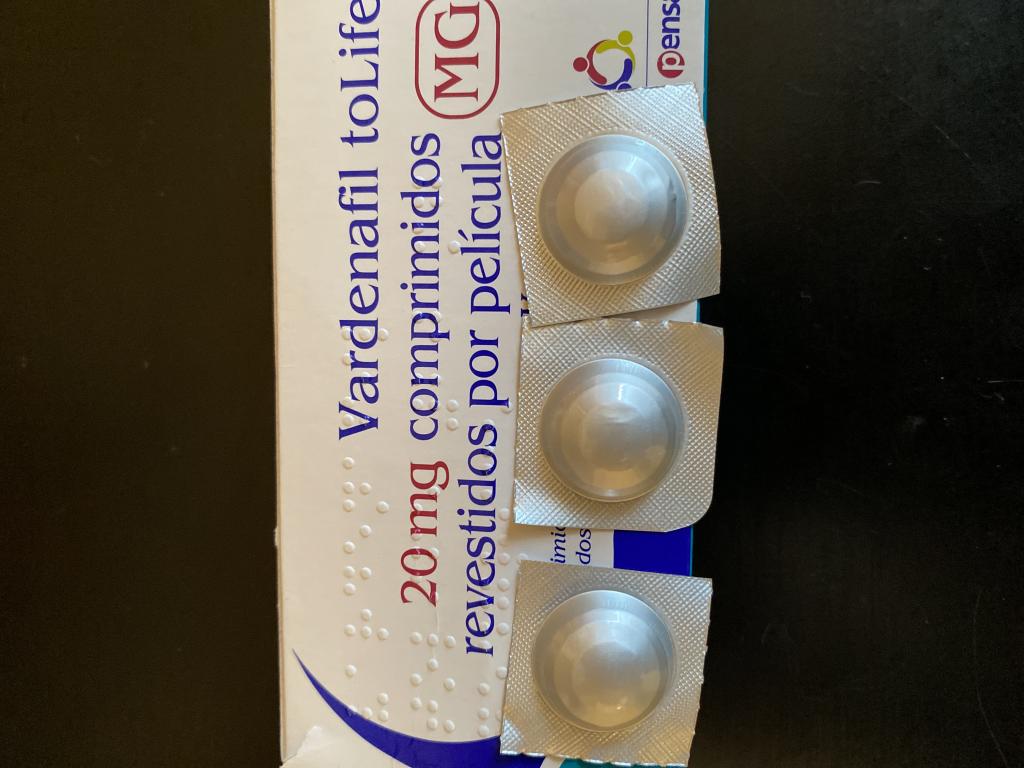 Vardenafil toLife
20 mg comprimidos
revestidos por película
MG